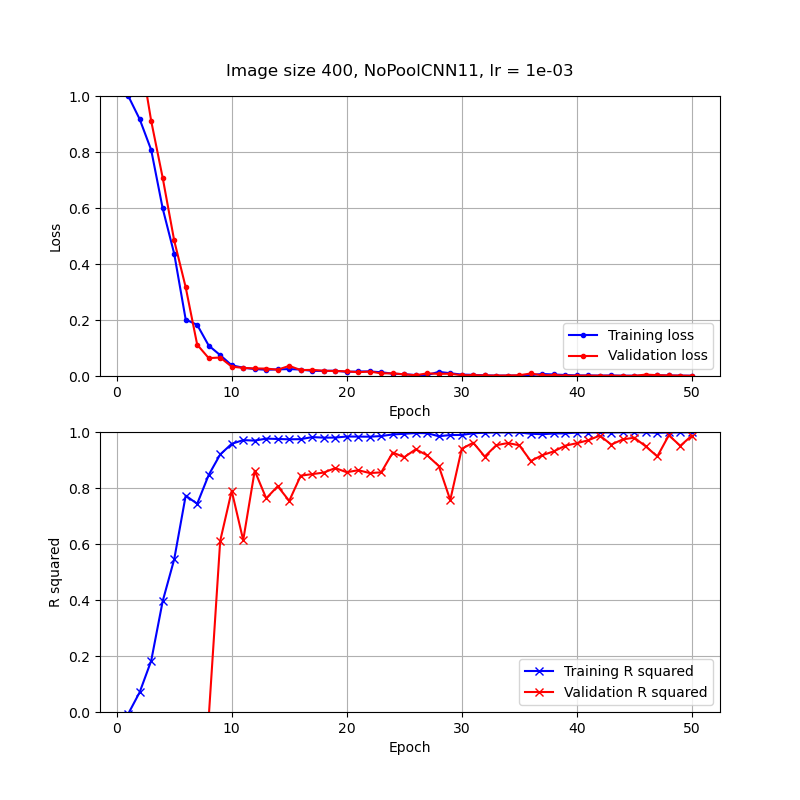 Image size 400, NoPoolCNN11, lr = 1e-03
1.0
0.8
0.6
0.4
0.2
0.0
Loss
0 10 20 30 40 50
Epoch
Training loss
Validation loss
1.0
0.8
0.6
0.4
0.2
0.0
R squared
0 10 20 30 40 50
Epoch
Training R squared
Validation R squared